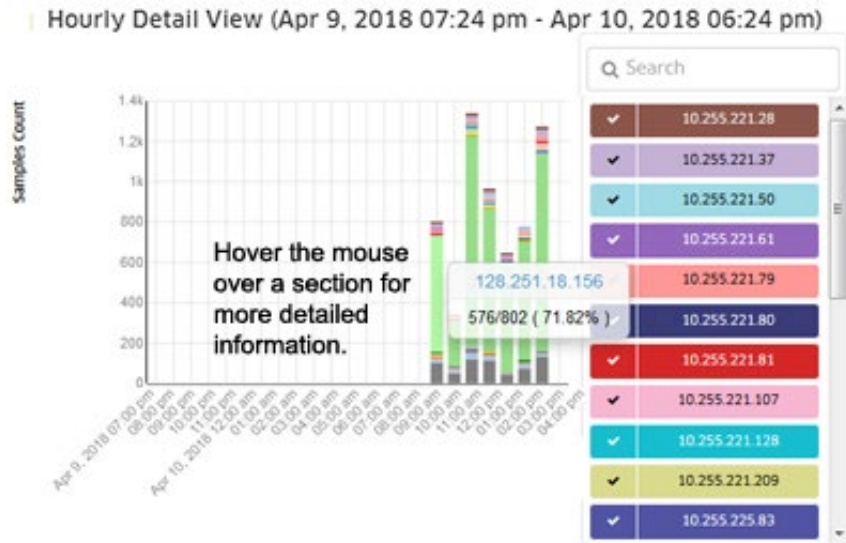 Hourly Detail View (Apr 9, 2018 07:24 pm - Apr 10, 2018 06:24 pm)
Search
Samples Count
1.4k
1.2k
1k
800
600
400
200
0
Hover the mouse
over a section for
more detailed
information.
128.251.18.156
576/802 ( 71.82% )
Apr 9, 2018 07:00 pm
08:00 pm
09:00 pm
10:00 pm
11:00 pm
Apr 10, 2018 12:00 am
01:00 am
02:00 am
03:00 am
04:00 am
05:00 am
06:00 am
07:00 am
08:00 am
09:00 am
10:00 am
11:00 am
12:00 pm
01:00 pm
02:00 pm
03:00 pm
04:00 pm
10.255.221.28
10.255.221.37
10.255.221.50
10.255.221.61
10.255.221.79
10.255.221.80
10.255.221.81
10.255.221.107
10.255.221.128
10.255.221.209
10.255.225.83